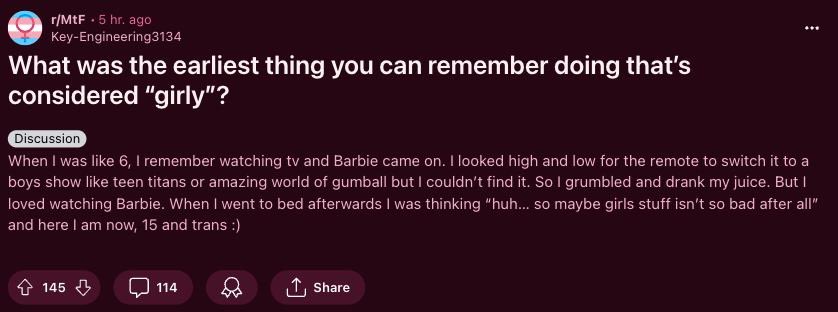 r/MtF • 5 hr. ago
Key-Engineering3134
What was the earliest thing you can remember doing that’s
considered “girly”?
Discussion
When I was like 6, I remember watching tv and Barbie came on. I looked high and low for the remote to switch it to a
boys show like teen titans or amazing world of gumball but I couldn’t find it. So I grumbled and drank my juice. But I
loved watching Barbie. When I went to bed afterwards I was thinking “huh... so maybe girls stuff isn’t so bad after all”
and here I am now, 15 and trans :)
145 114 Share